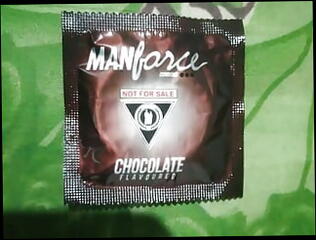 MANforce
NOT FOR SALE
CHOCOLATE
FLAVOURED